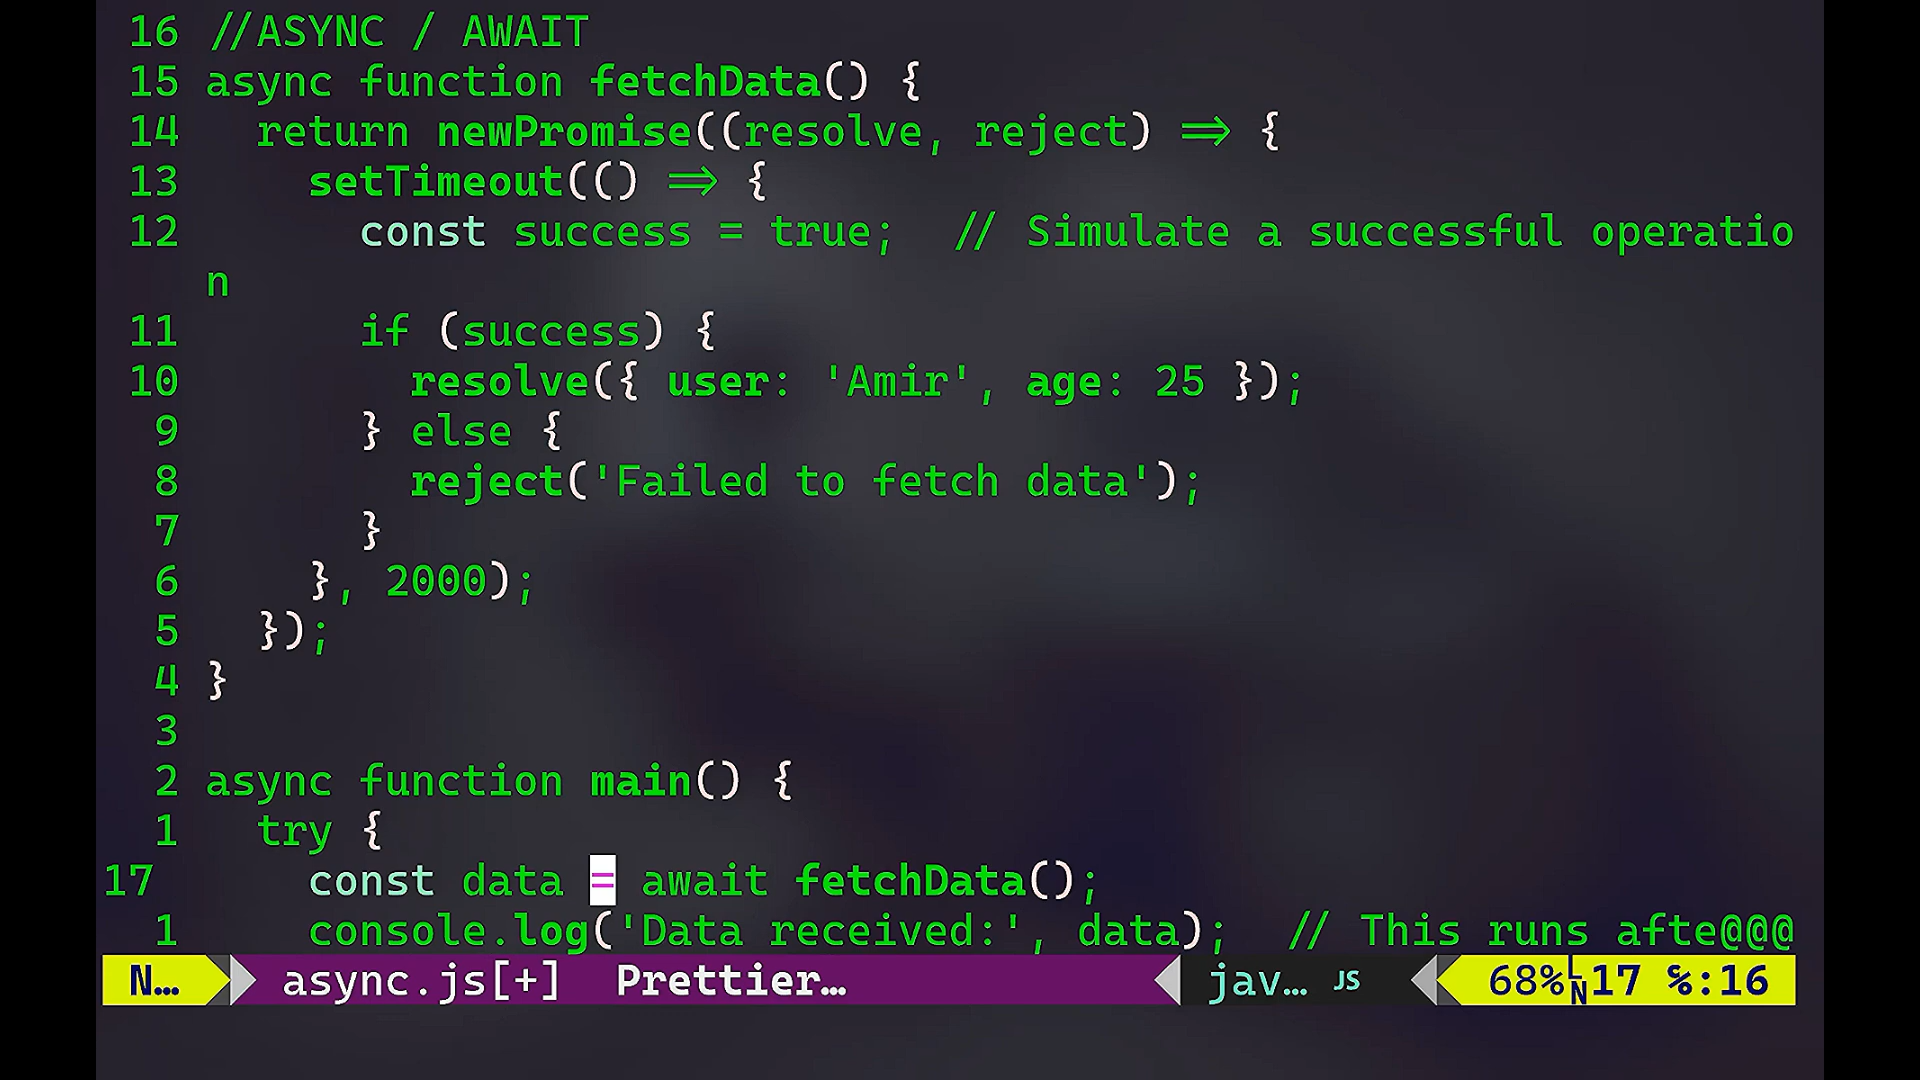 16 //ASYNC / AWAIT
15 async function fetchData() {
14 return newPromise((resolve, reject) => {
13 setTimeout(() => {
12 const success = true; // Simulate a successful operatio
n
11 if (success) {
10 resolve({ user: 'Amir', age: 25 });
9 } else {
8 reject('Failed to fetch data');
7 }
6 }, 2000);
5 });
4 }
3
2 async function main() {
1 try {
17 const data = await fetchData();
1 console.log('Data received:', data); // This runs afte@@@
N… async.js[+] Prettier… jav… JS 68% LN 17 ℅:16